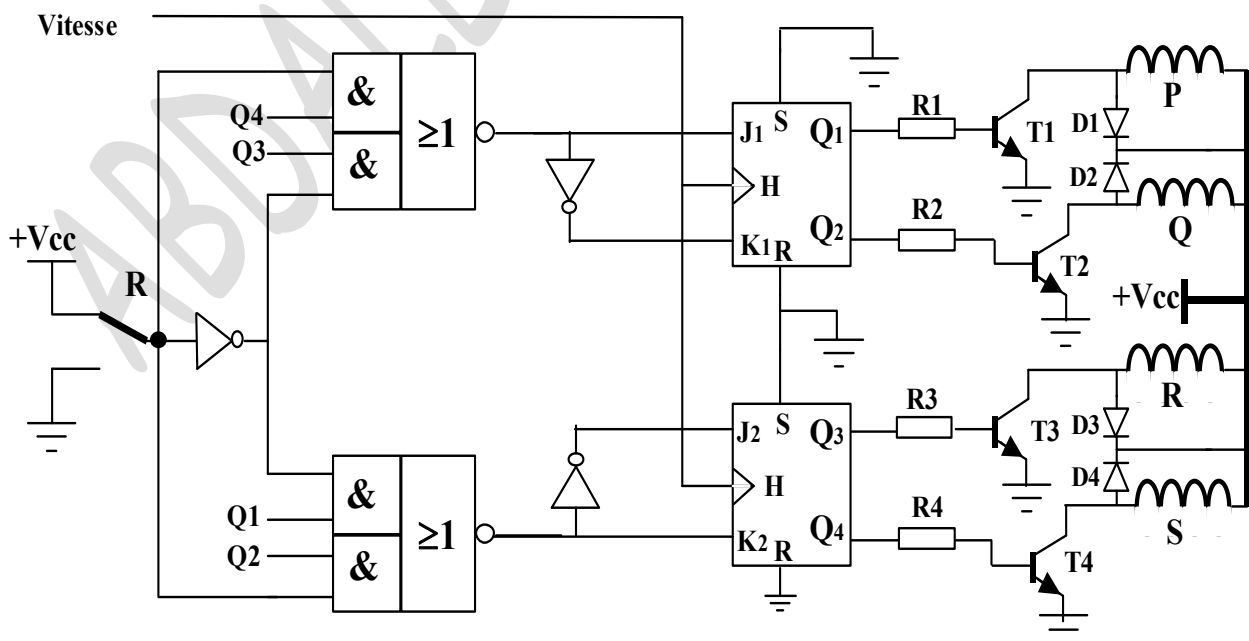 Vitesse
&
Q4
Q3
&
≥1
J1
S
Q1
H
K1
R
Q2
R1
R2
T1
T2
D1
D2
P
Q
+Vcc
+Vcc
R
&
Q1
Q2
&
≥1
J2
S
Q3
H
K2
R
Q4
R3
R4
T3
T4
D3
D4
R
S
ABDAL